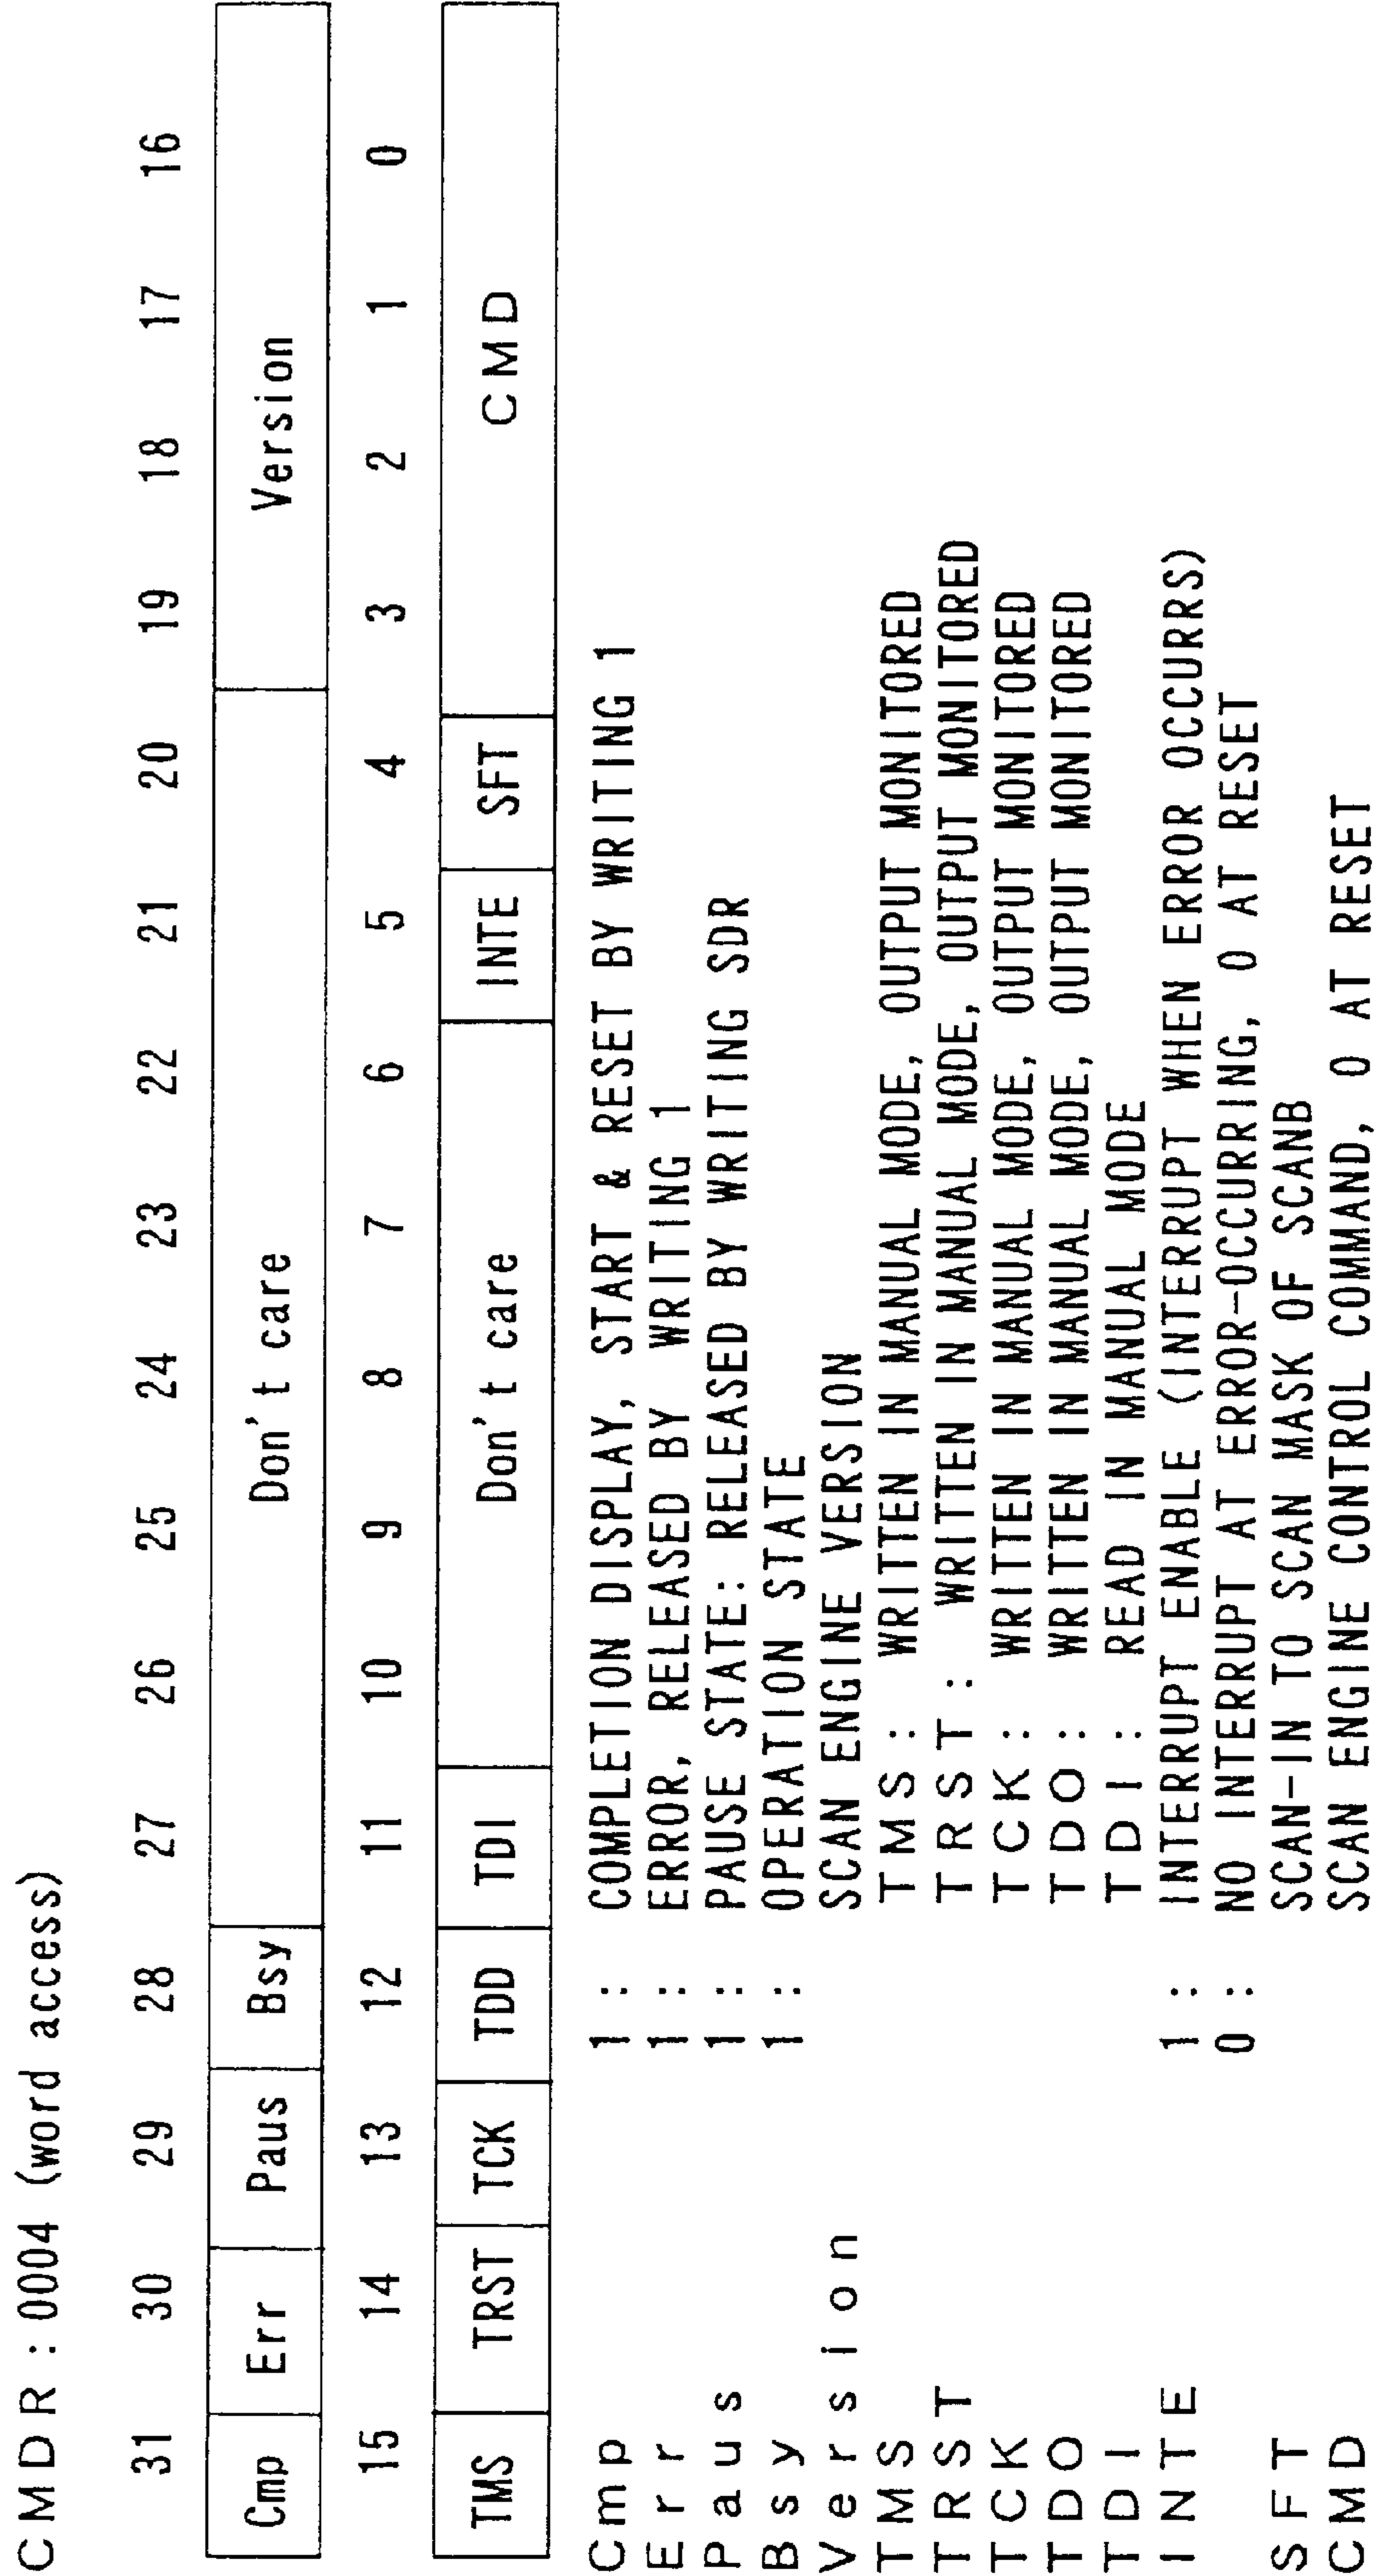 CMDR:0004 (word access)
31 30 29 28 27 26 25 24 23 22 21 20 19 18 17 16
Cmp Err Paus Bsy Don't care Version
15 14 13 12 11 10 9 8 7 6 5 4 3 2 1 0
TMS TRST TCK TDD TDI Don't care INTE SFT CMD
Cmp 1: COMPLETION DISPLAY, START & RESET BY WRITING 1
Err 1: ERROR, RELEASED BY WRITING 1
Paus 1: PAUSE STATE: RELEASED BY WRITING SDR
Bsy 1: OPERATION STATE
Version SCAN ENGINE VERSION
TMS TMS: WRITTEN IN MANUAL MODE, OUTPUT MONITORED
TRST TRST: WRITTEN IN MANUAL MODE, OUTPUT MONITORED
TCK TCK: WRITTEN IN MANUAL MODE, OUTPUT MONITORED
TDO TDO: WRITTEN IN MANUAL MODE, OUTPUT MONITORED
TDI TDI: READ IN MANUAL MODE
INTE 1: INTERRUPT ENABLE (INTERRUPT WHEN ERROR OCCURRS)
0: NO INTERRUPT AT ERROR-OCCURRING, 0 AT RESET
SFT SCAN-IN TO SCAN MASK OF SCANB
CMD SCAN ENGINE CONTROL COMMAND, 0 AT RESET